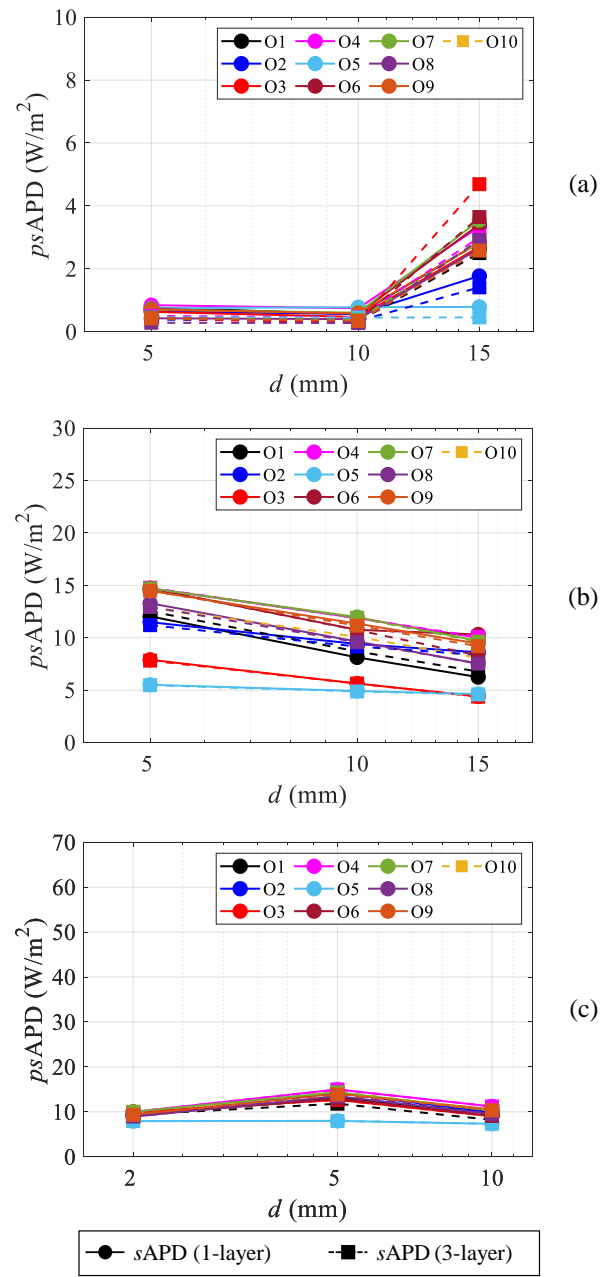 10
8
6
4
2
0
psAPD (W/m²)
O1 O4 O7 O10
O2 O5 O8
O3 O6 O9
5 10 15
d (mm)
(a)
30
25
20
15
10
5
0
psAPD (W/m²)
O1 O4 O7 O10
O2 O5 O8
O3 O6 O9
5 10 15
d (mm)
(b)
70
60
50
40
30
20
10
0
psAPD (W/m²)
O1 O4 O7 O10
O2 O5 O8
O3 O6 O9
2 5 10
d (mm)
(c)
sAPD (1-layer) sAPD (3-layer)